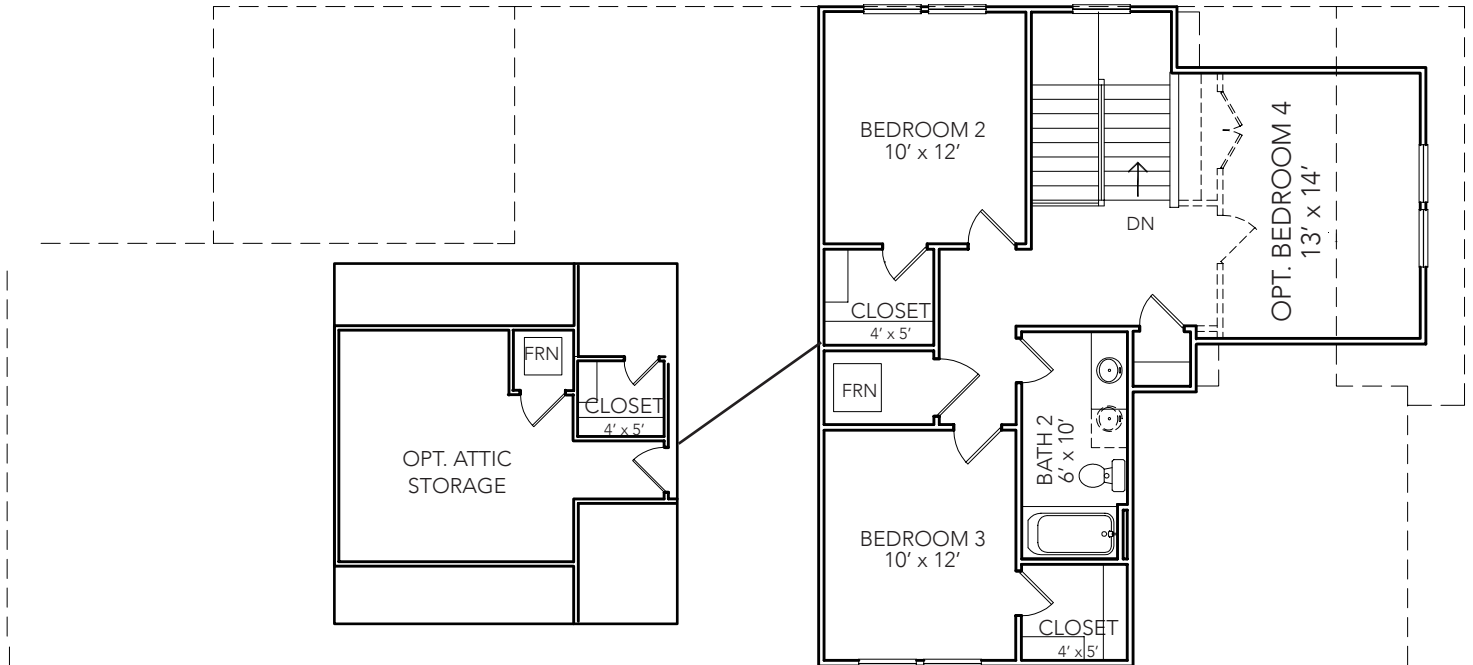 BEDROOM 2
10' x 12'
OPT. BEDROOM 4
13' x 14'
DN
CLOSET
4' x 5'
FRN
FRN
CLOSET
4' x 5'
OPT. ATTIC
STORAGE
BATH 2
6' x 10'
BEDROOM 3
10' x 12'
CLOSET
4' x 5'